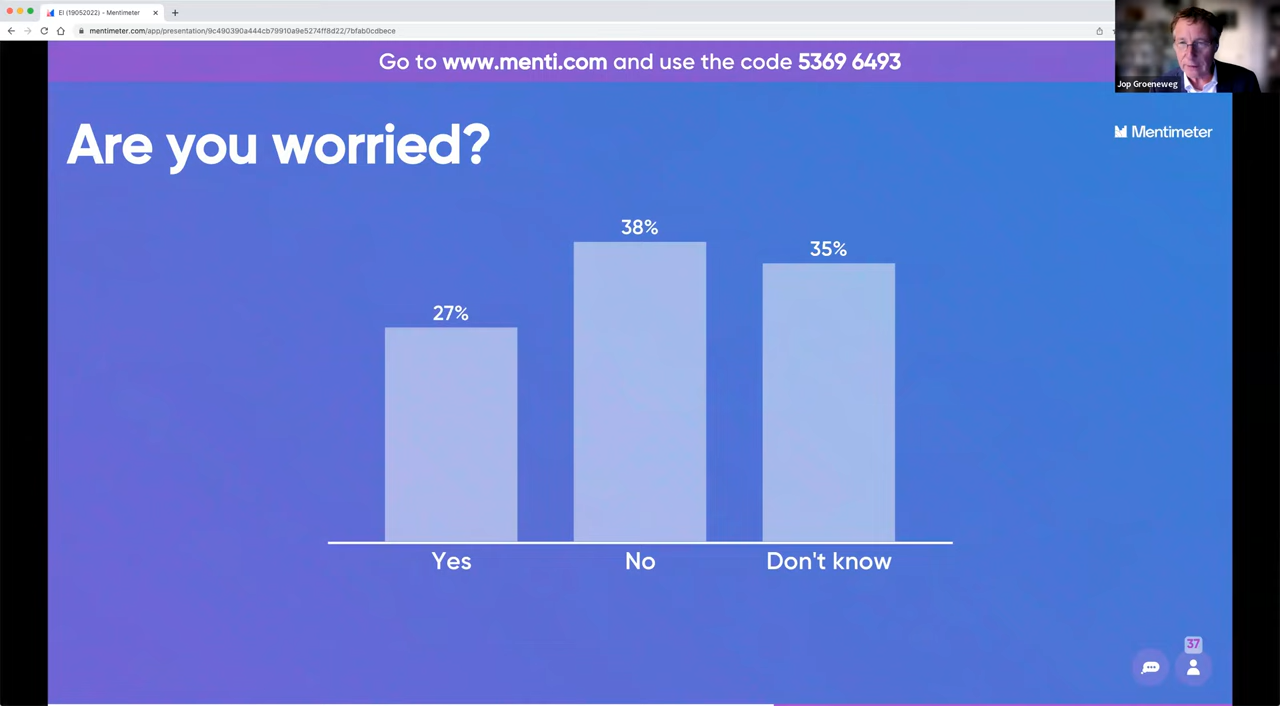 EI (19052022) - Mentimeter
mentimeter.com/app/presentation/9c490390a444cb79910a9e5274ff8d22/7bfab0cdbece
Go to www.menti.com and use the code 5369 6493
Jop Groeneweg
Are you worried?
Mentimeter
38%
35%
27%
Yes
No
Don't know
37